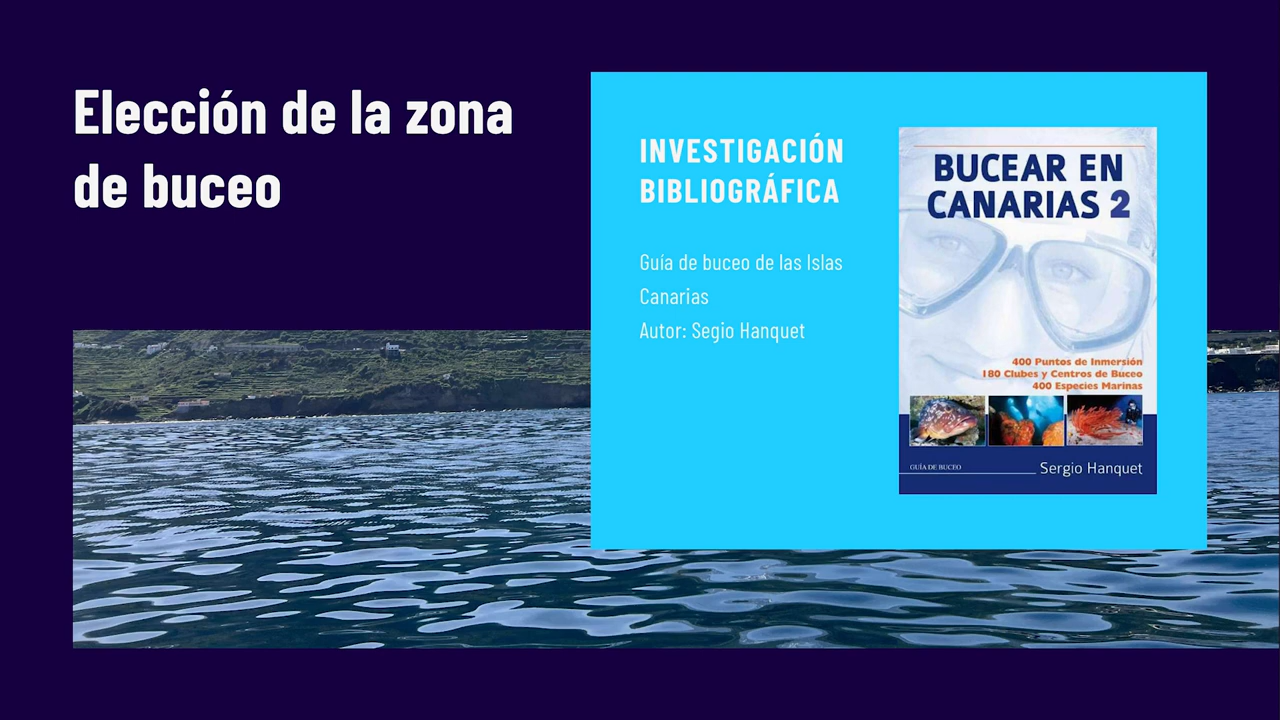 Elección de la zona
de buceo
INVESTIGACIÓN
BIBLIOGRÁFICA
Guía de buceo de las Islas
Canarias
Autor: Segio Hanquet
BUCEAR EN
CANARIAS 2
400 Puntos de Inmersión
180 Clubes y Centros de Buceo
400 Especies Marinas
GUÍA DE BUCEO
Sergio Hanquet